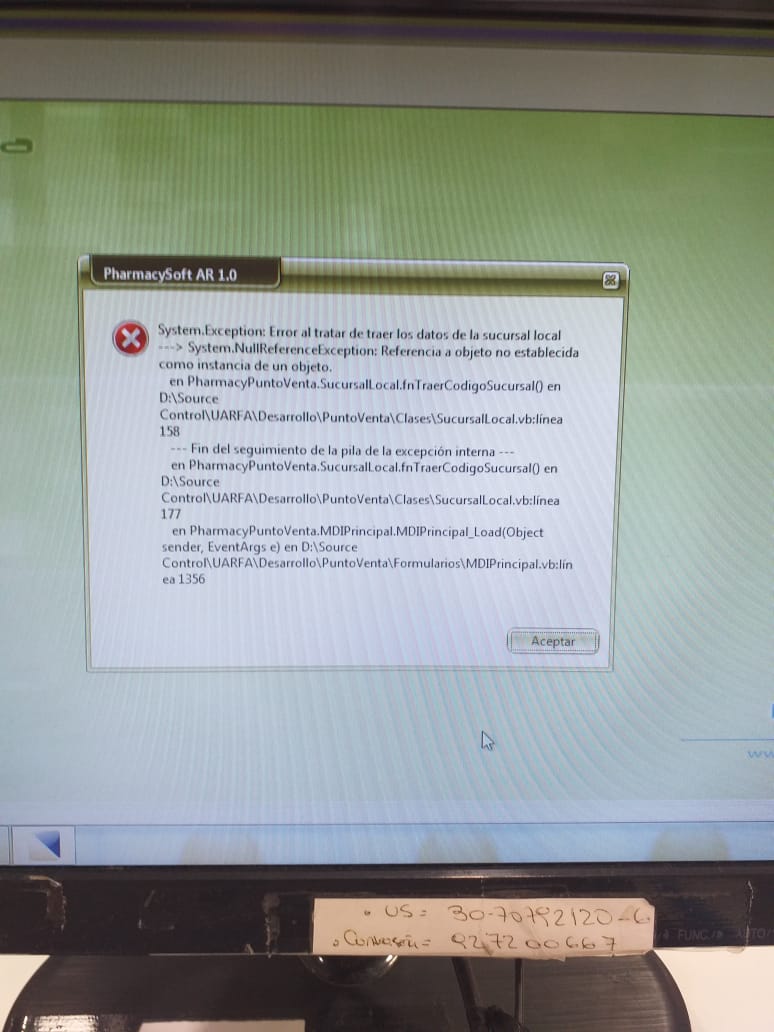 PharmacySoft AR 1.0
System.Exception: Error al tratar de traer los datos de la sucursal local
---> System.NullReferenceException: Referencia a objeto no establecida
como instancia de un objeto.
en PharmacyPuntoVenta.SucursalLocal.fnTraerCodigoSucursal() en
D:\Source
Control\UARFA\Desarrollo\PuntoVenta\Clases\SucursalLocal.vb:línea
158
--- Fin del seguimiento de la pila de la excepción interna ---
en PharmacyPuntoVenta.SucursalLocal.fnTraerCodigoSucursal() en
D:\Source
Control\UARFA\Desarrollo\PuntoVenta\Clases\SucursalLocal.vb:línea
177
en PharmacyPuntoVenta.MDIPrincipal.MDIPrincipal_Load(Object
sender, EventArgs e) en D:\Source
Control\UARFA\Desarrollo\PuntoVenta\Formularios\MDIPrincipal.vb:lín
ea 1356
Aceptar
US= 30-70792120-6
927200667
FUNC.